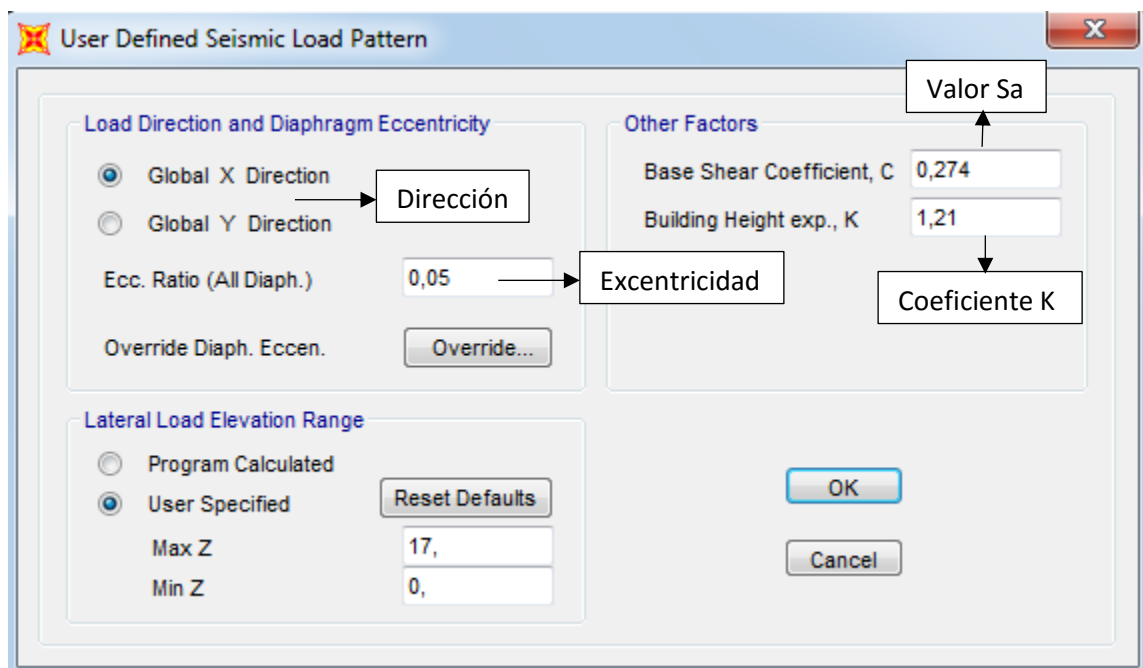 User Defined Seismic Load Pattern
Valor Sa
Load Direction and Diaphragm Eccentricity
Global X Direction
Global Y Direction
Dirección
Ecc. Ratio (All Diaph.) 0,05
Excentricidad
Override Diaph. Eccen. Override...
Other Factors
Base Shear Coefficient, C 0,274
Building Height exp., K 1,21
Coeficiente K
Lateral Load Elevation Range
Program Calculated
User Specified Reset Defaults
Max Z 17,
Min Z 0,
OK
Cancel